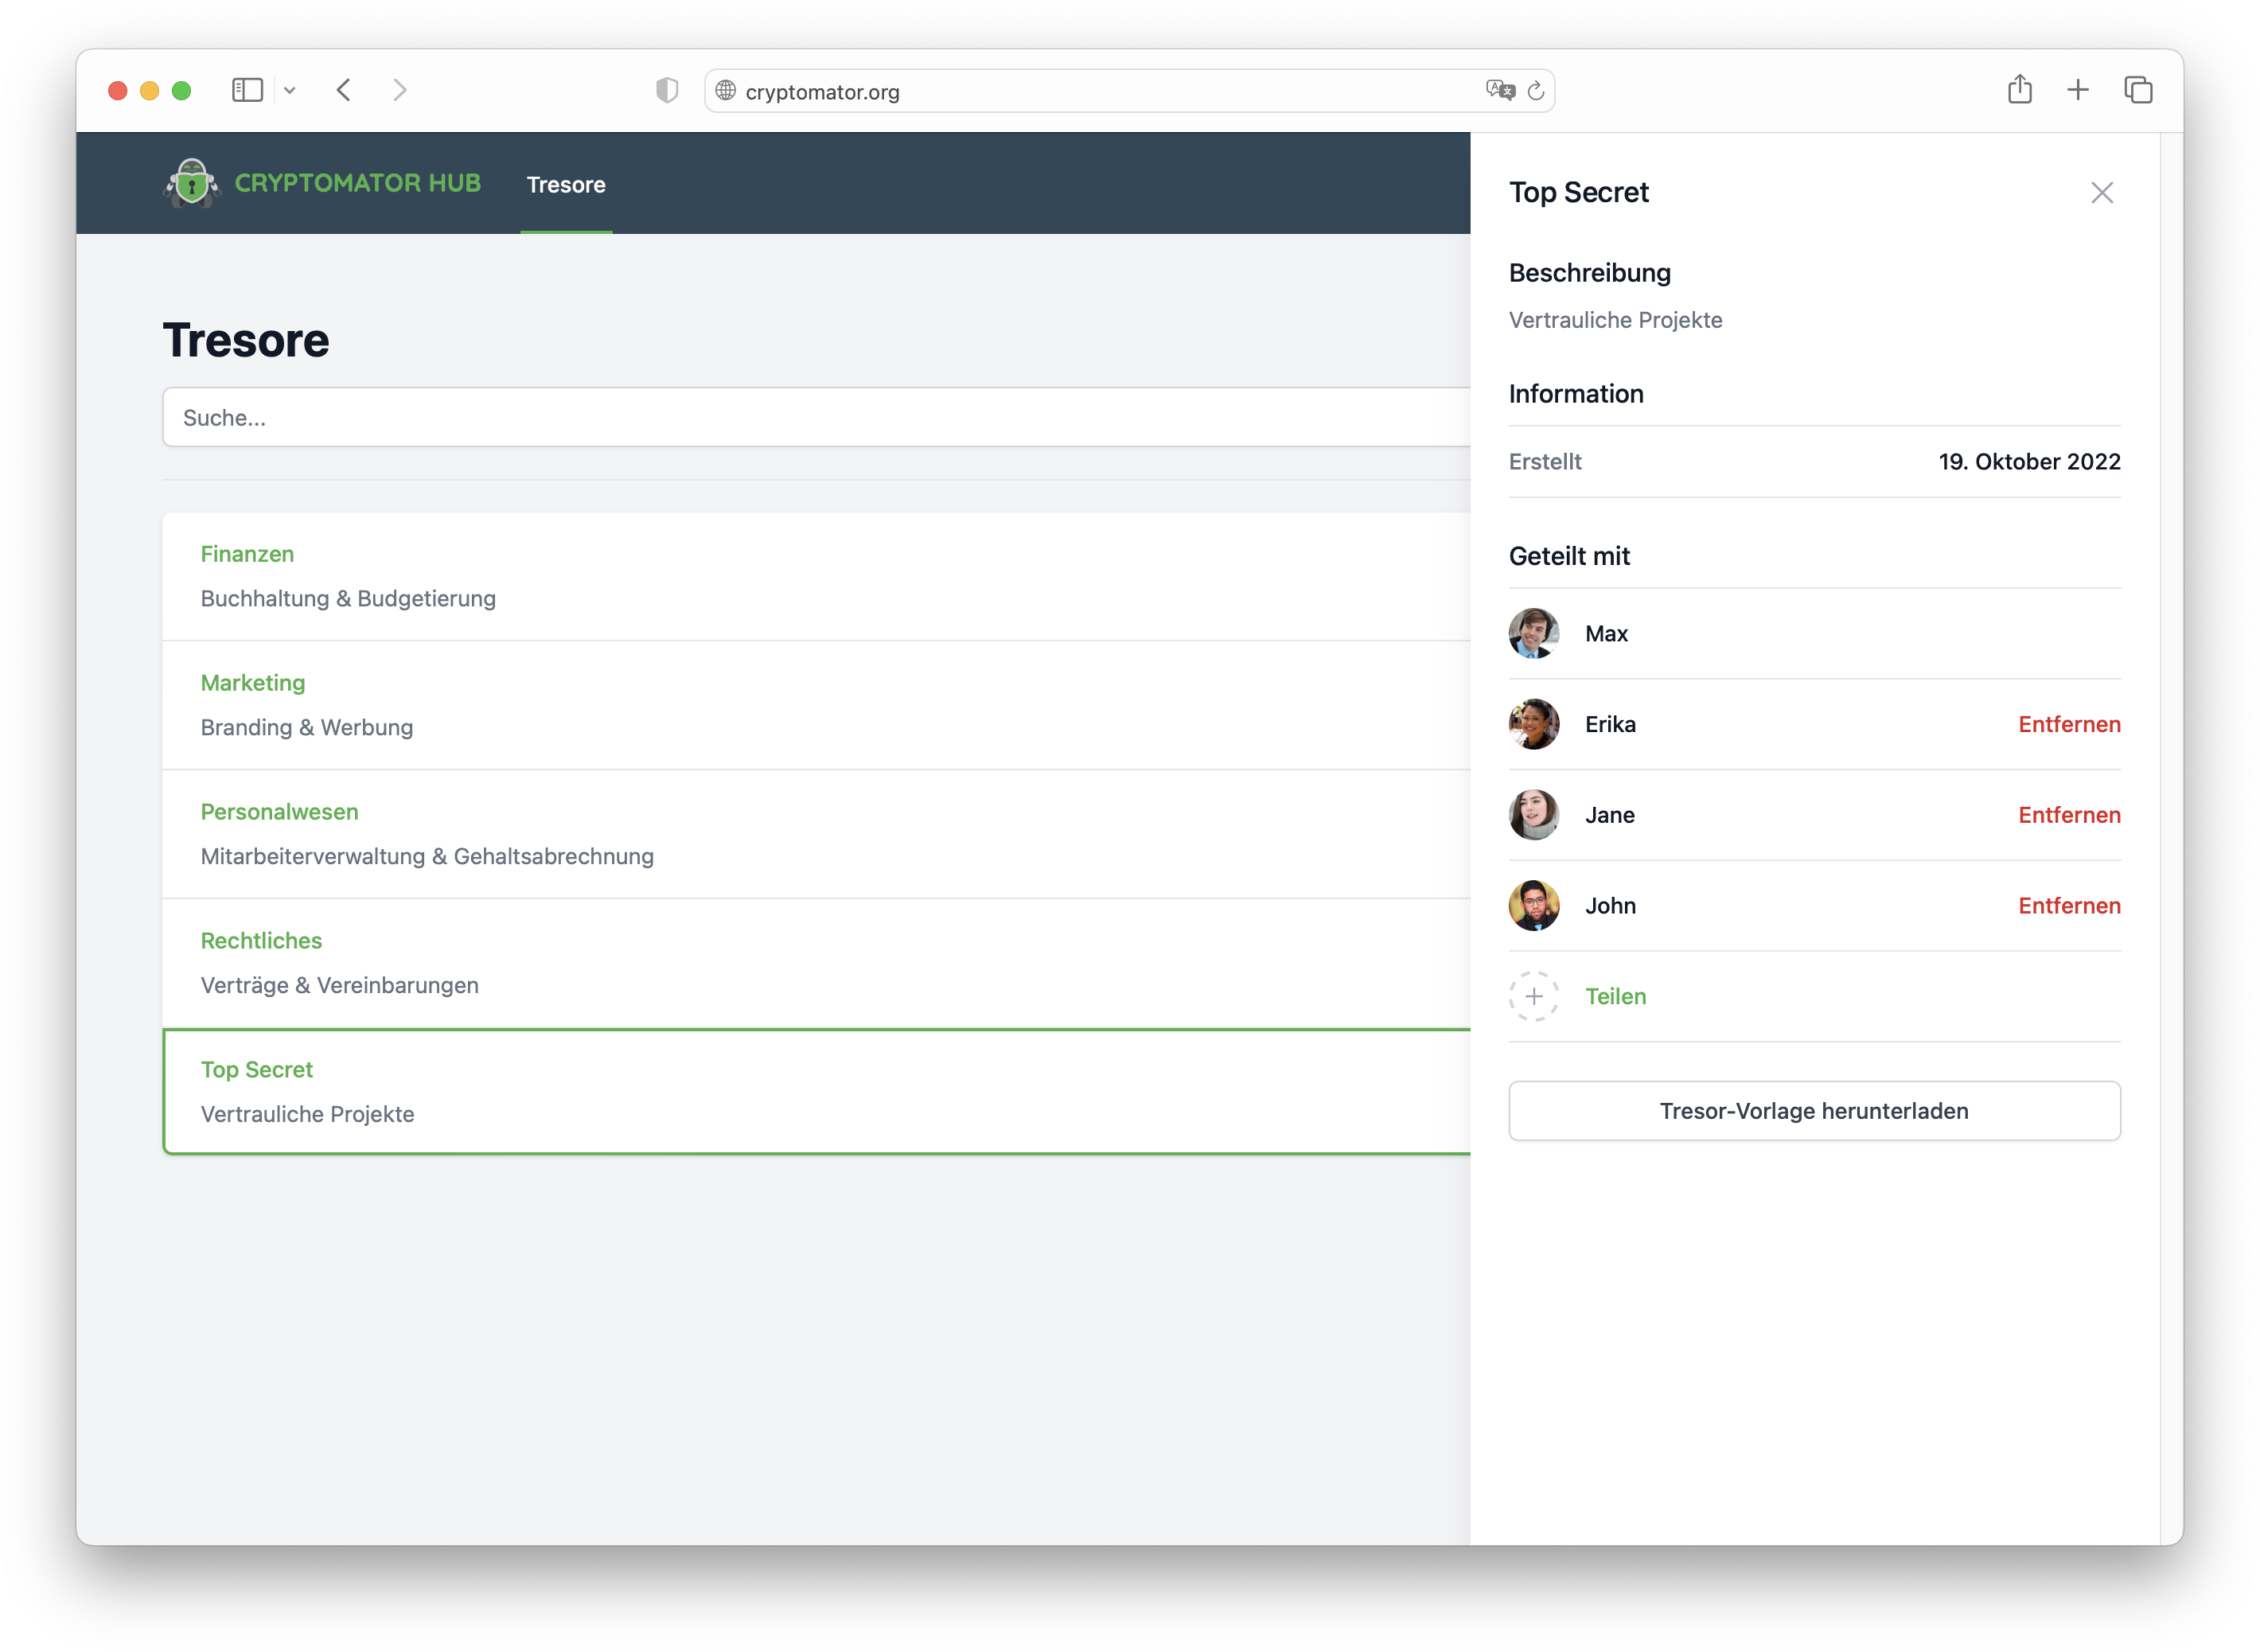 cryptomator.org
CRYPTOMATOR HUB
Tresore
Tresore
Suche...
Finanzen
Buchhaltung & Budgetierung
Marketing
Branding & Werbung
Personalwesen
Mitarbeiterverwaltung & Gehaltsabrechnung
Rechtliches
Verträge & Vereinbarungen
Top Secret
Vertrauliche Projekte
Top Secret
Beschreibung
Vertrauliche Projekte
Information
Erstellt 19. Oktober 2022
Geteilt mit
Max
Erika Entfernen
Jane Entfernen
John Entfernen
Teilen
Tresor-Vorlage herunterladen